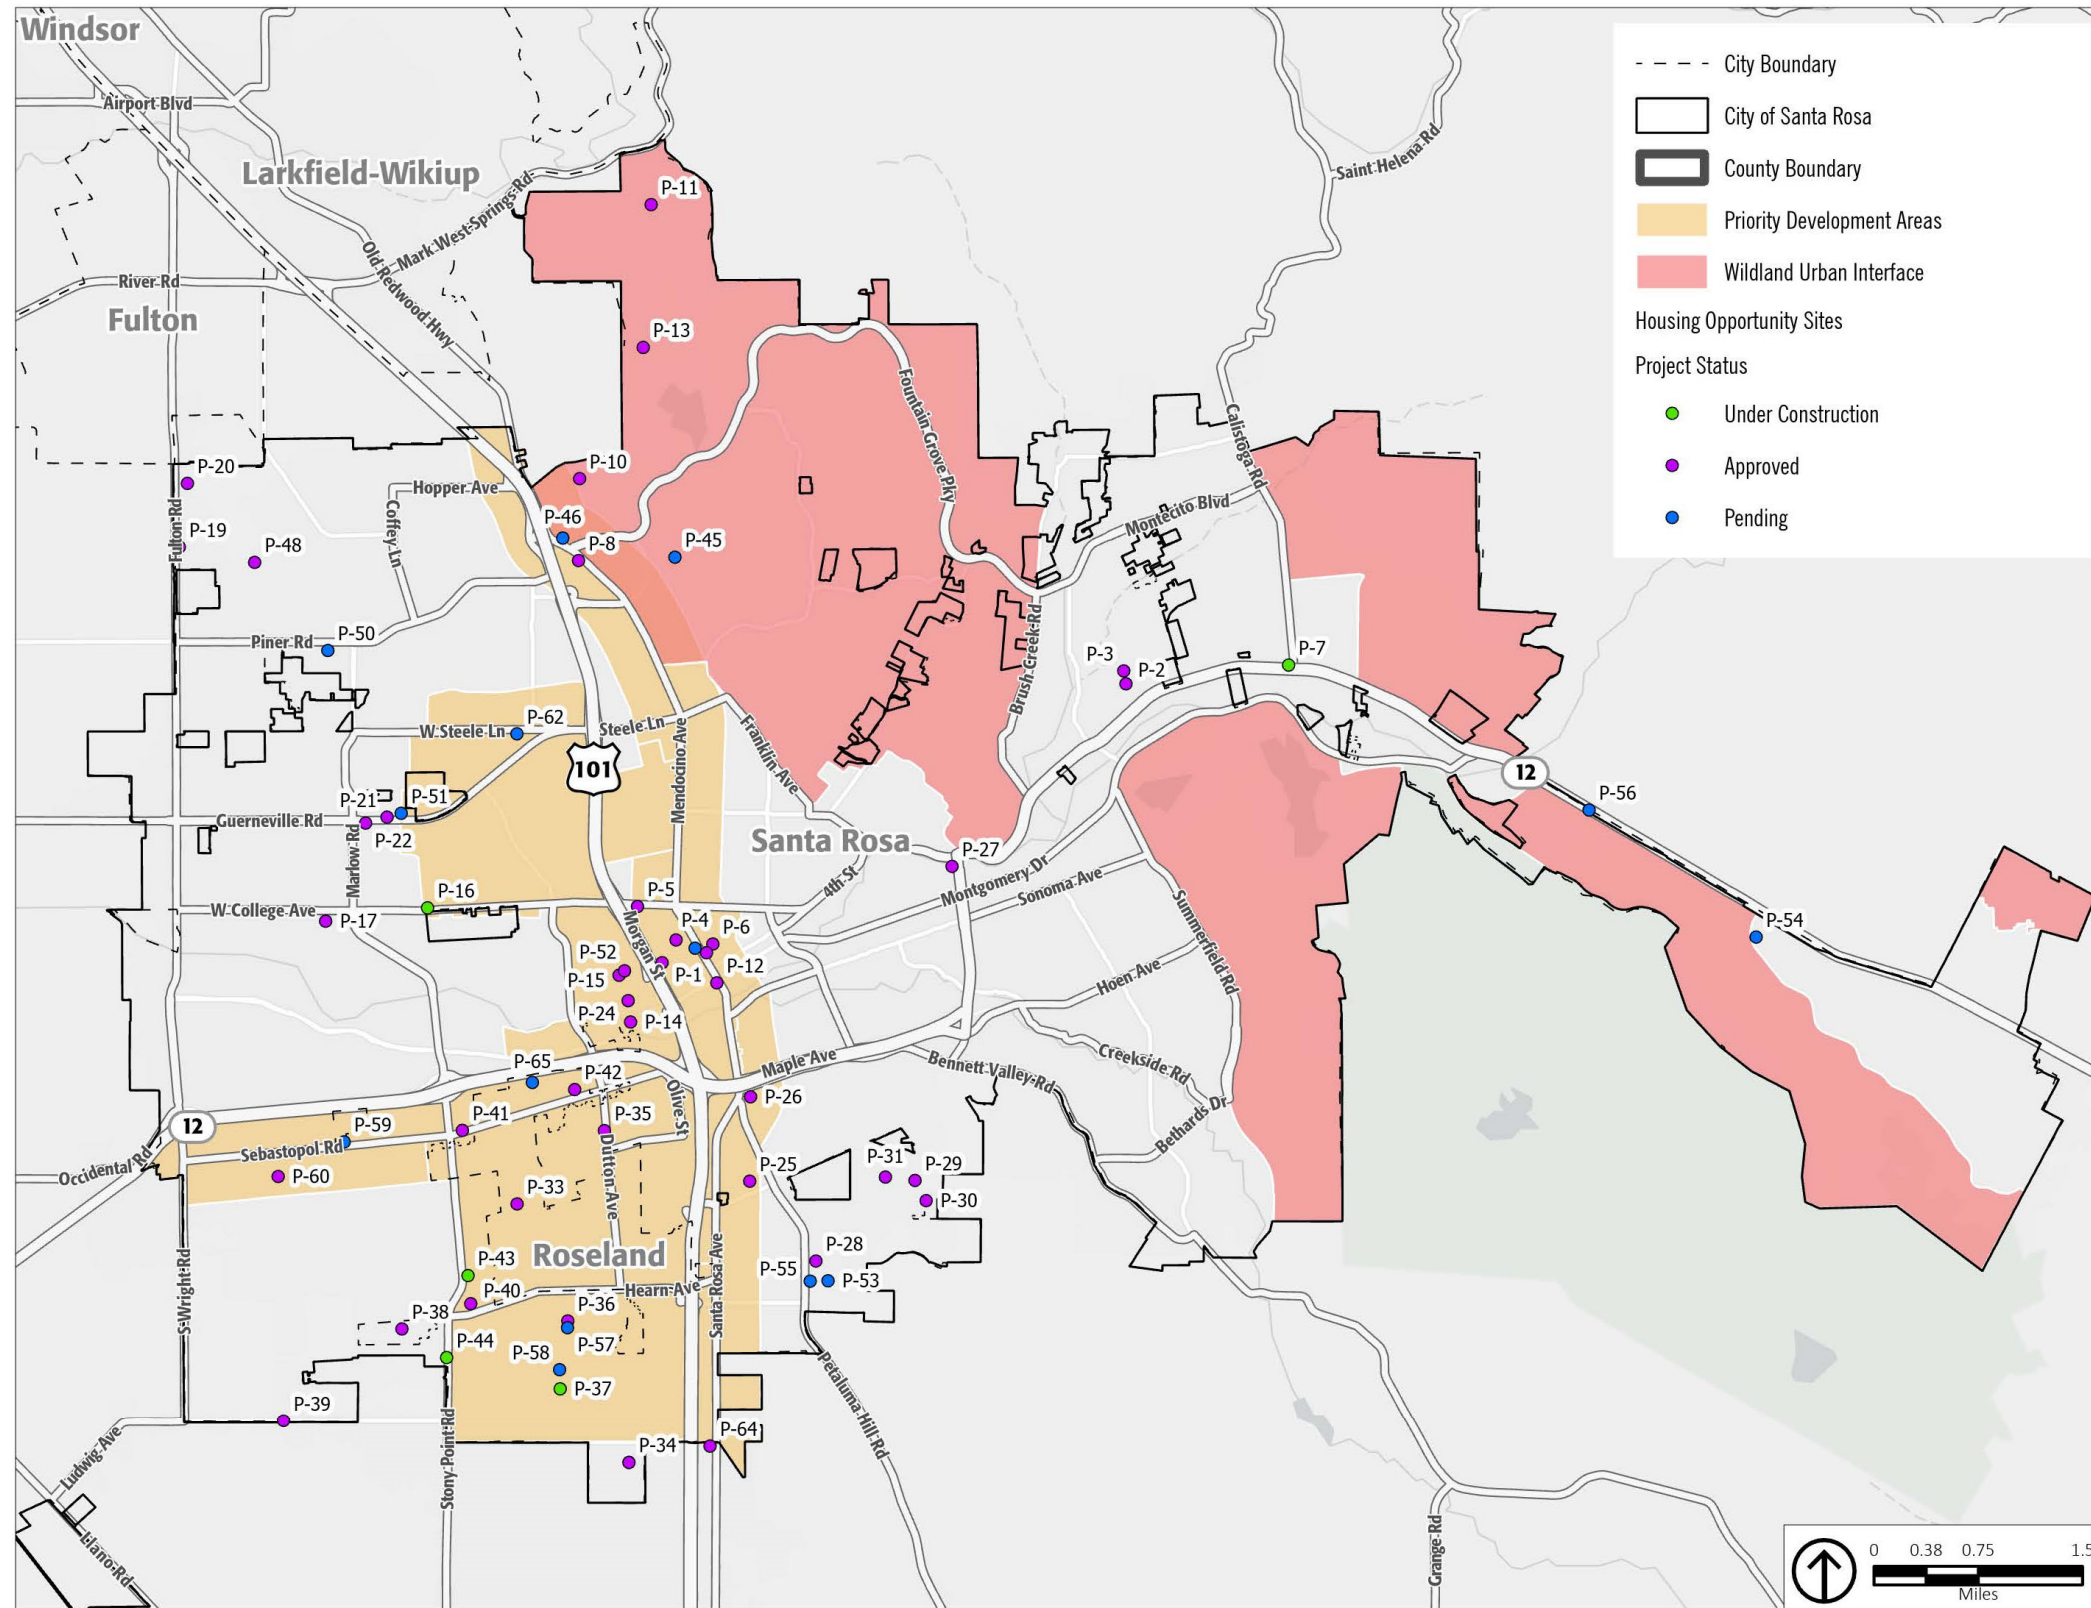 Windsor
Airport Blvd
Larkfield-Wikiup
Mark West Springs Rd
Old Redwood Hwy
River Rd
Fulton
Saint Helena Rd
City Boundary
City of Santa Rosa
County Boundary
Priority Development Areas
Wildland Urban Interface
Housing Opportunity Sites
Project Status
Under Construction
Approved
Pending
P-11
P-13
Fountain Grove Pky
Calistoga Rd
P-20
P-10
Hopper Ave
Coffey Ln
Fulton Rd
P-19
P-48
P-46
P-8
P-45
Montecito Blvd
Piner Rd
P-50
Brush Creek Rd
P-3
P-2
P-7
W Steele Ln
P-62
Steele Ln
101
Mendocino Ave
Franklin Ave
12
P-56
P-21
P-51
Guerneville Rd
P-22
Marlow Rd
Santa Rosa
P-27
4th St
Montgomery Dr
Sonoma Ave
P-16
W College Ave
P-17
P-5
Morgan St
P-4
P-6
P-54
P-52
P-15
P-1
P-12
Summerfield Rd
Hoen Ave
P-24
P-14
P-65
Maple Ave
Bennett Valley Rd
Creekside Rd
Bethards Dr
P-42
Olive St
P-26
12
P-59
P-41
P-35
Sebastopol Rd
Occidental Rd
P-60
Dutton Ave
P-33
P-25
P-31
P-29
P-30
S Wright Rd
Roseland
P-43
P-28
P-55
P-53
Hearn Ave
Santa Rosa Ave
P-40
P-38
P-36
P-44
P-57
P-58
P-37
P-39
Petaluma Hill Rd
Ludwig Ave
Stony Point Rd
P-34
P-64
Llano Rd
Grange Rd
0 0.38 0.75 1.5
Miles